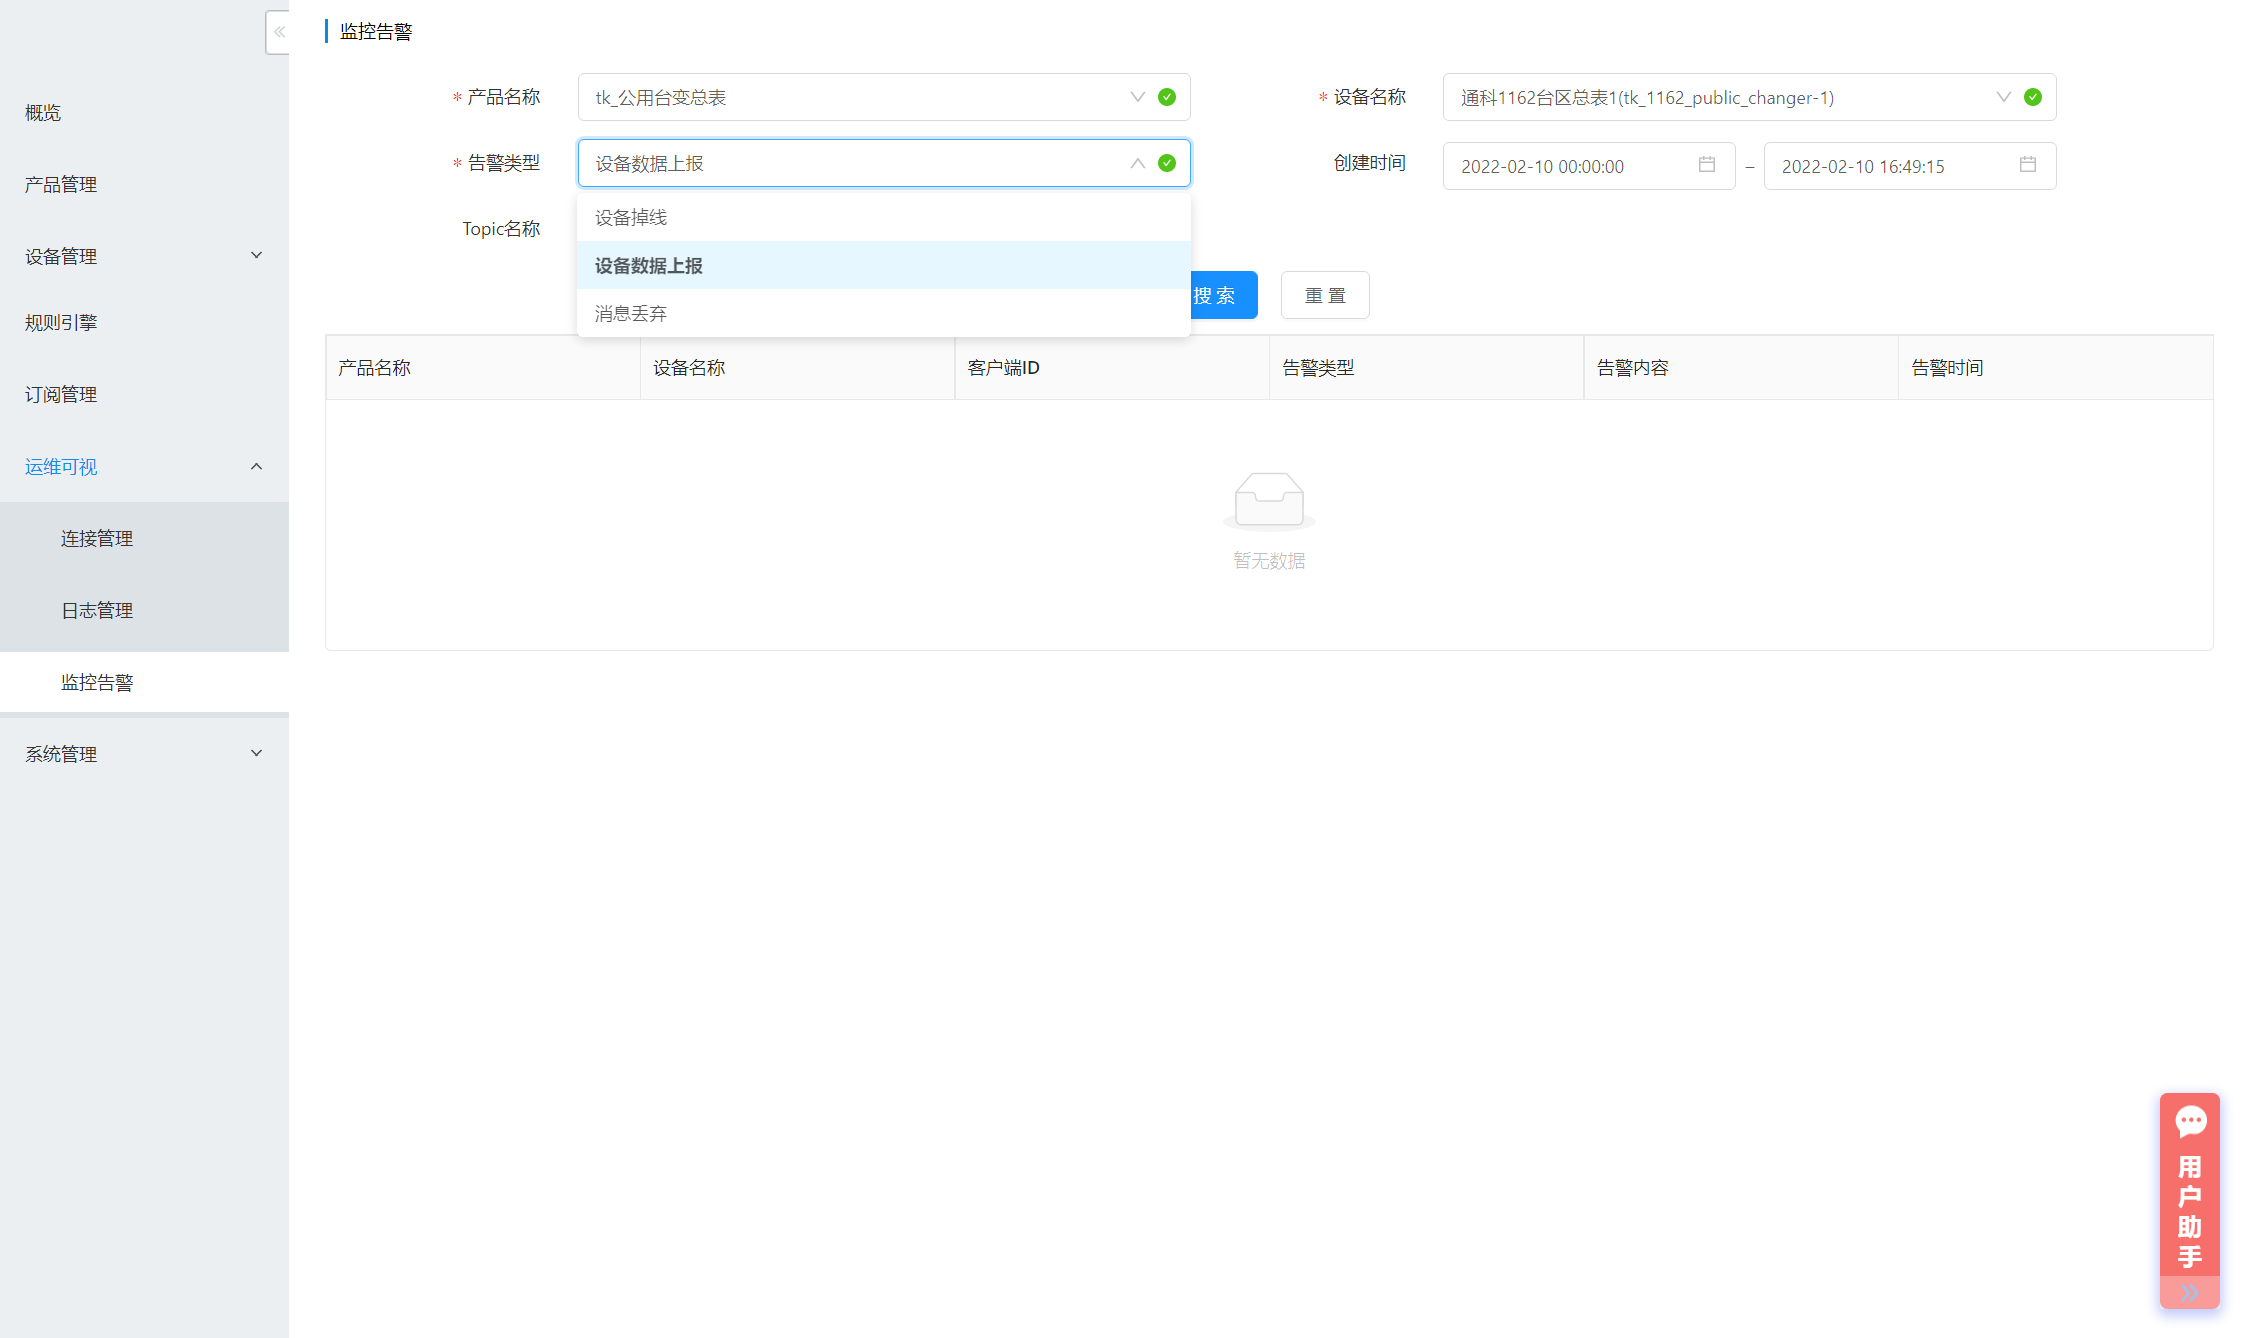 监控告警
概览
产品管理
设备管理
规则引擎
订阅管理
运维可视
连接管理
日志管理
监控告警
系统管理
* 产品名称
tk_公用台变总表
* 设备名称
通科1162台区总表1(tk_1162_public_changer-1)
* 告警类型
设备数据上报
创建时间
2022-02-10 00:00:00
–
2022-02-10 16:49:15
Topic名称
设备掉线
设备数据上报
消息丢弃
搜 索
重 置
产品名称
设备名称
客户端ID
告警类型
告警内容
告警时间
暂无数据
用户助手